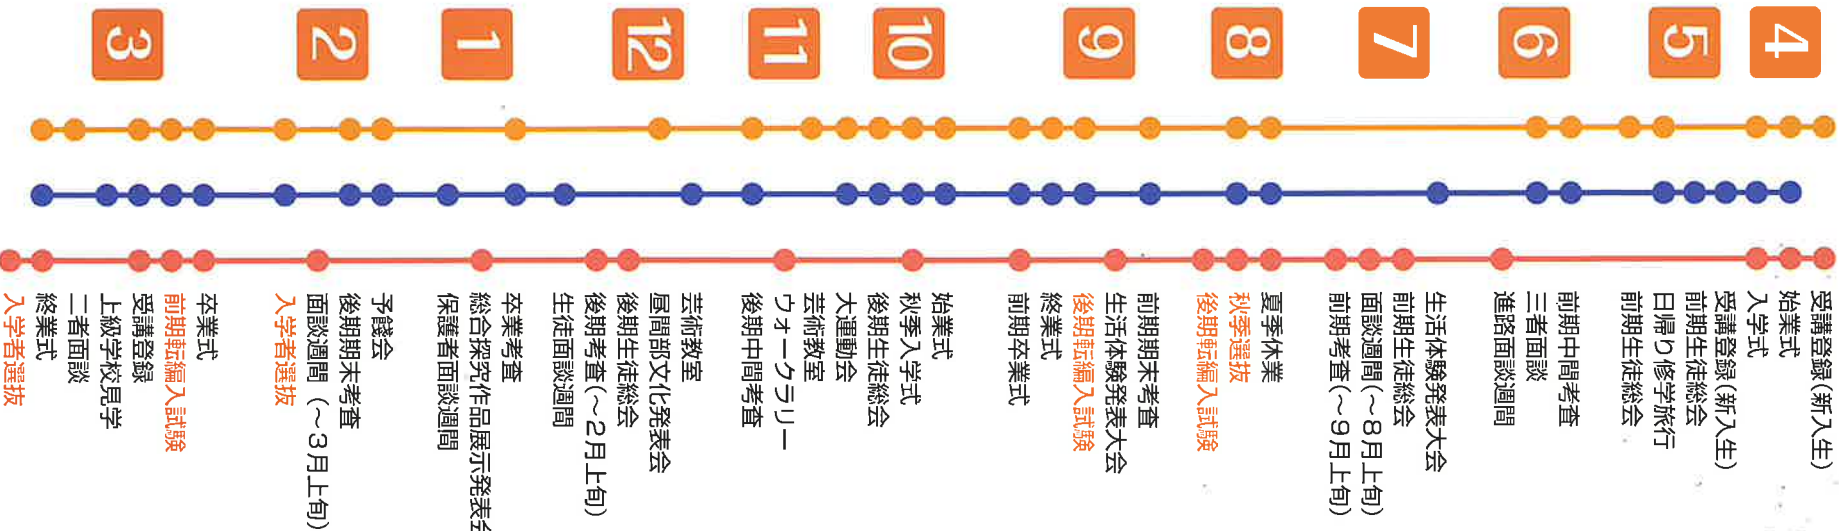 4
受講登録(新入生)
始業式
入学式
受講登録(新入生)
前期生徒総会
5
日帰り修学旅行
前期生徒総会
6
前期中間考査
三者面談
進路面談週間
7
生活体験発表大会
前期生徒総会
面談週間(~8月上旬)
前期考査(~9月上旬)
8
夏季休業
秋季選抜
後期転編入試験
9
前期期末考査
生活体験発表大会
後期転編入試験
終業式
前期卒業式
10
始業式
秋季入学式
後期生徒総会
大運動会
11
芸術教室
ウォークラリー
後期中間考査
12
芸術教室
昼間部文化発表会
後期生徒総会
後期考査(~2月上旬)
生徒面談週間
1
卒業考査
総合探究作品展示発表会
保護者面談週間
2
予餞会
後期期末考査
面談週間(~3月上旬)
入学者選抜
3
卒業式
前期転編入試験
受講登録
上級学校見学
二者面談
終業式
入学者選抜